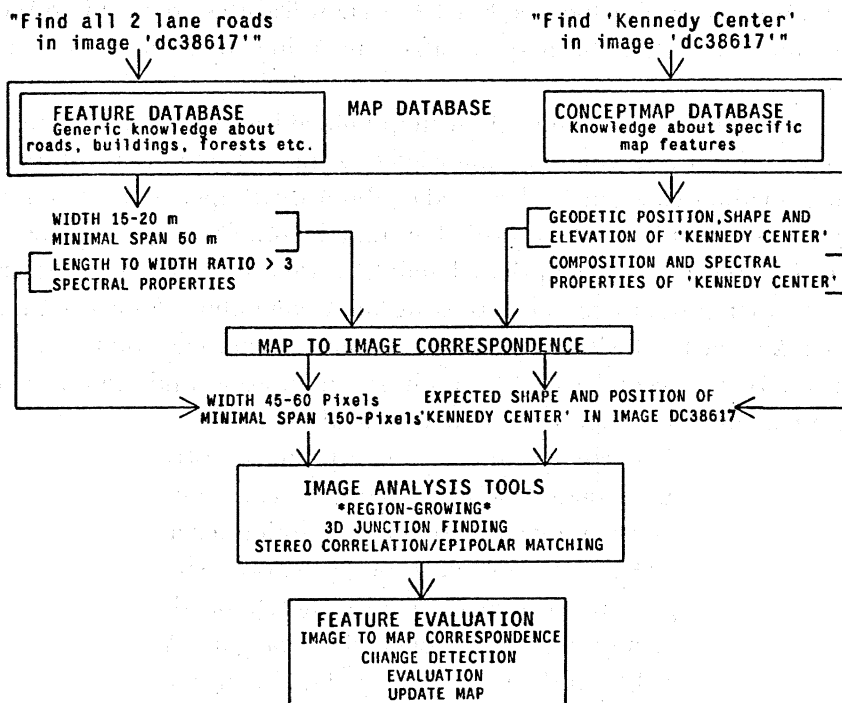 "Find all 2 lane roads
in image 'dc38617'"
"Find 'Kennedy Center'
in image 'dc38617'"
MAP DATABASE
FEATURE DATABASE
Generic knowledge about
roads, buildings, forests etc.
CONCEPTMAP DATABASE
Knowledge about specific
map features
WIDTH 15-20 m
MINIMAL SPAN 50 m
LENGTH TO WIDTH RATIO > 3
SPECTRAL PROPERTIES
GEODETIC POSITION,SHAPE AND
ELEVATION OF 'KENNEDY CENTER'
COMPOSITION AND SPECTRAL
PROPERTIES OF 'KENNEDY CENTER'
MAP TO IMAGE CORRESPONDENCE
WIDTH 45-60 Pixels
MINIMAL SPAN 150-Pixels
EXPECTED SHAPE AND POSITION OF
'KENNEDY CENTER' IN IMAGE DC38617
IMAGE ANALYSIS TOOLS
*REGION-GROWING*
3D JUNCTION FINDING
STEREO CORRELATION/EPIPOLAR MATCHING
FEATURE EVALUATION
IMAGE TO MAP CORRESPONDENCE
CHANGE DETECTION
EVALUATION
UPDATE MAP